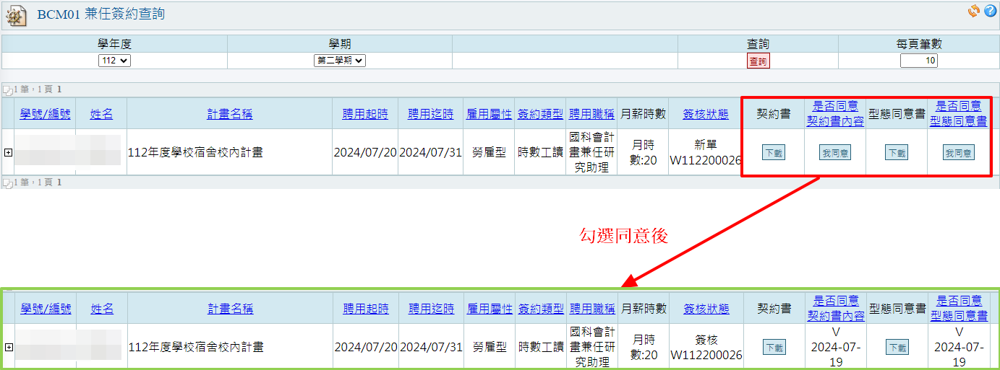 BCM01 兼任簽約查詢
學年度 學期 查詢 每頁筆數
112 第二學期 查詢 10
1 筆，1 頁 1
學號/編號 姓名 計畫名稱 聘用起時 聘用迄時 雇用屬性 簽約類型 聘用職稱 月薪時數 簽核狀態 契約書 是否同意 契約書內容 型態同意書 是否同意 型態同意書
112年度學校宿舍校內計畫 2024/07/20 2024/07/31 勞雇型 時數工讀 國科會計畫兼任研究助理 月時數:20 新單 W112200026 下載 我同意 下載 我同意
1 筆，1 頁 1
勾選同意後
學號/編號 姓名 計畫名稱 聘用起時 聘用迄時 雇用屬性 簽約類型 聘用職稱 月薪時數 簽核狀態 契約書 是否同意 契約書內容 型態同意書 是否同意 型態同意書
112年度學校宿舍校內計畫 2024/07/20 2024/07/31 勞雇型 時數工讀 國科會計畫兼任研究助理 月時數:20 簽核 W112200026 下載 V 2024-07-19 下載 V 2024-07-19